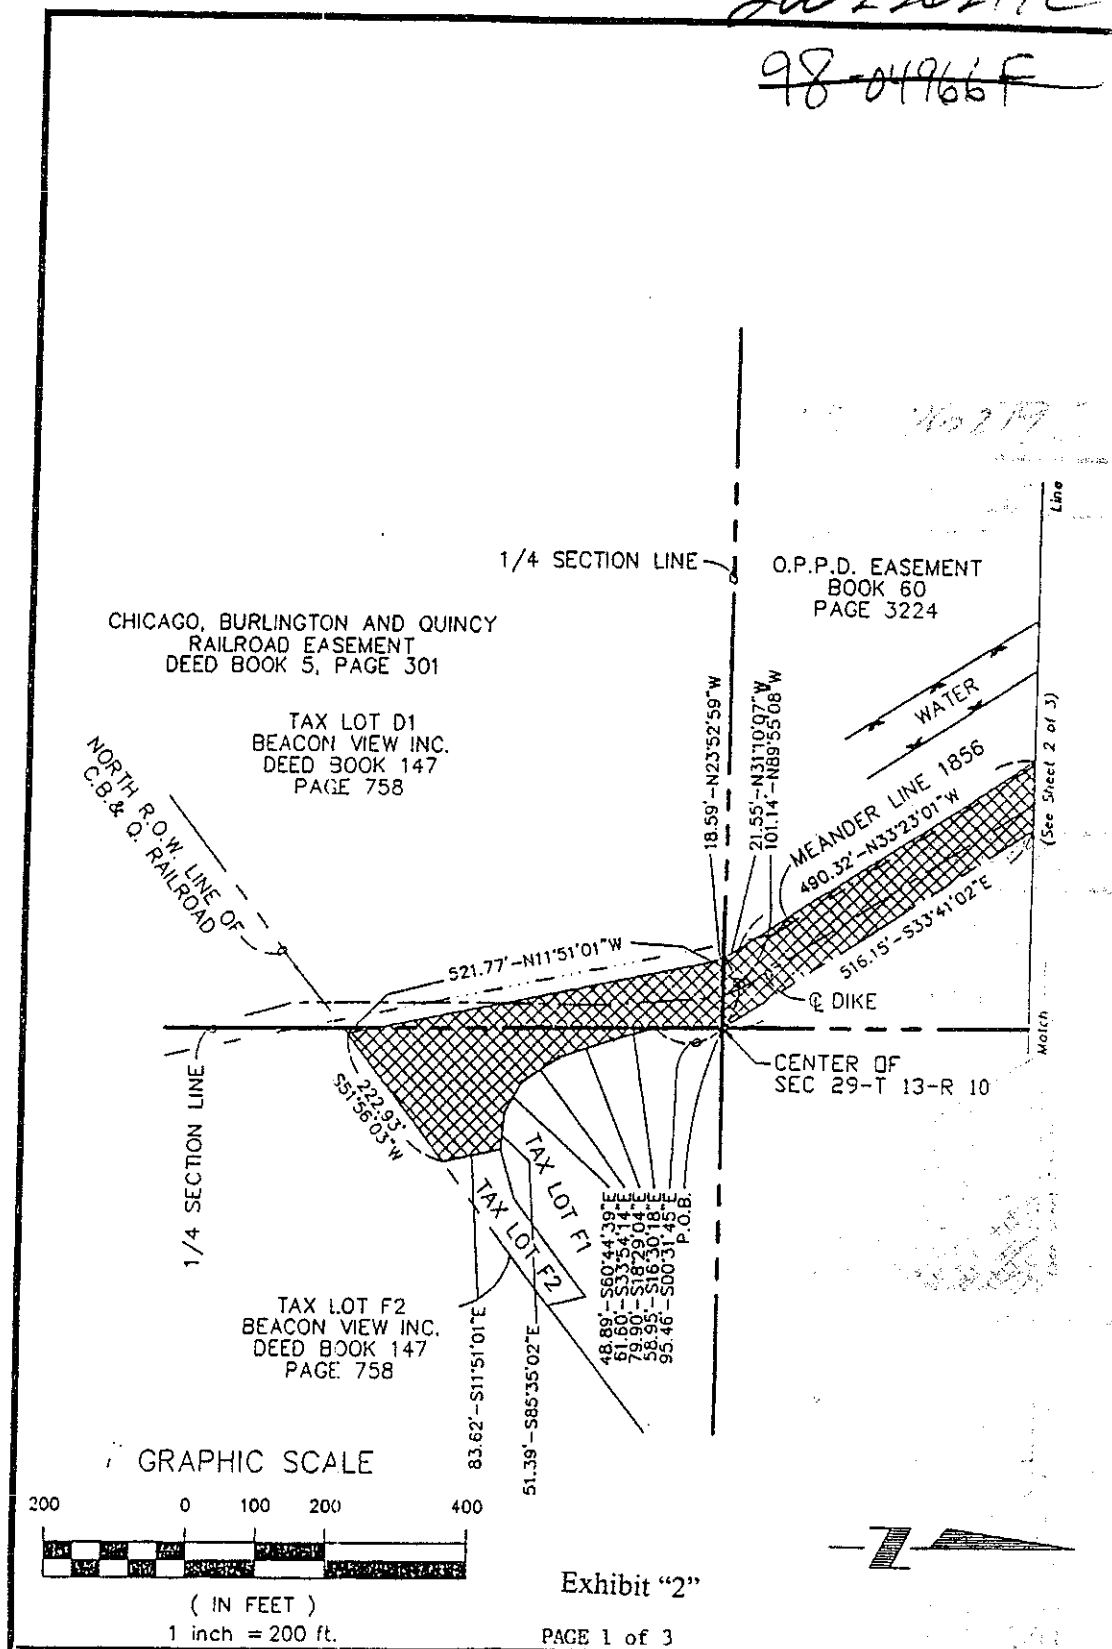 98-04966F
1/4 SECTION LINE
O.P.P.D. EASEMENT
BOOK 60
PAGE 3224
CHICAGO, BURLINGTON AND QUINCY
RAILROAD EASEMENT
DEED BOOK 5, PAGE 301
TAX LOT D1
BEACON VIEW INC.
DEED BOOK 147
PAGE 758
NORTH R.O.W. LINE OF
C.B.& Q. RAILROAD
Line
(See Sheet 2 of 3)
Match
WATER
18.59'-N23°52'59"W
21.55'-N31°10'07"W
101.14'-N89°55'08"W
MEANDER LINE 1856
490.32'-N33°23'01"W
516.15'-S33°41'02"E
521.77'-N11°51'01"W
℄ DIKE
CENTER OF
SEC 29-T 13-R 10
1/4 SECTION LINE
222.93'
S51°56'03"W
TAX LOT F1
TAX LOT F2
48.89'-S60°44'39"E
61.60'-S33°54'14"E
79.90'-S18°29'04"E
58.95'-S16°30'18"E
95.46'-S00°31'45"E
P.O.B.
TAX LOT F2
BEACON VIEW INC.
DEED BOOK 147
PAGE 758
83.62'-S11°51'01"E
51.39'-S85°35'02"E
GRAPHIC SCALE
200 0 100 200 400
( IN FEET )
1 inch = 200 ft.
Z
Exhibit “2”
PAGE 1 of 3